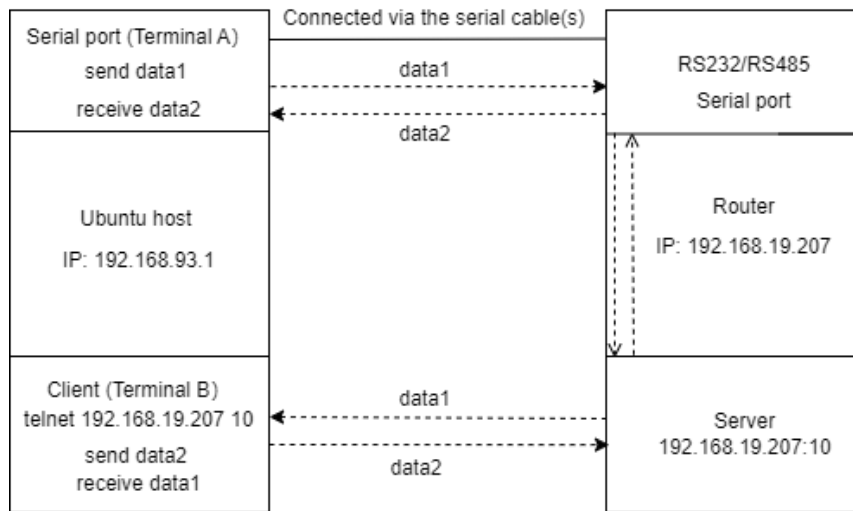 Connected via the serial cable(s)
Serial port (Terminal A)
send data1
receive data2
data1
data2
RS232/RS485
Serial port
Ubuntu host
IP: 192.168.93.1
Router
IP: 192.168.19.207
Client (Terminal B)
telnet 192.168.19.207 10
send data2
receive data1
data1
data2
Server
192.168.19.207:10